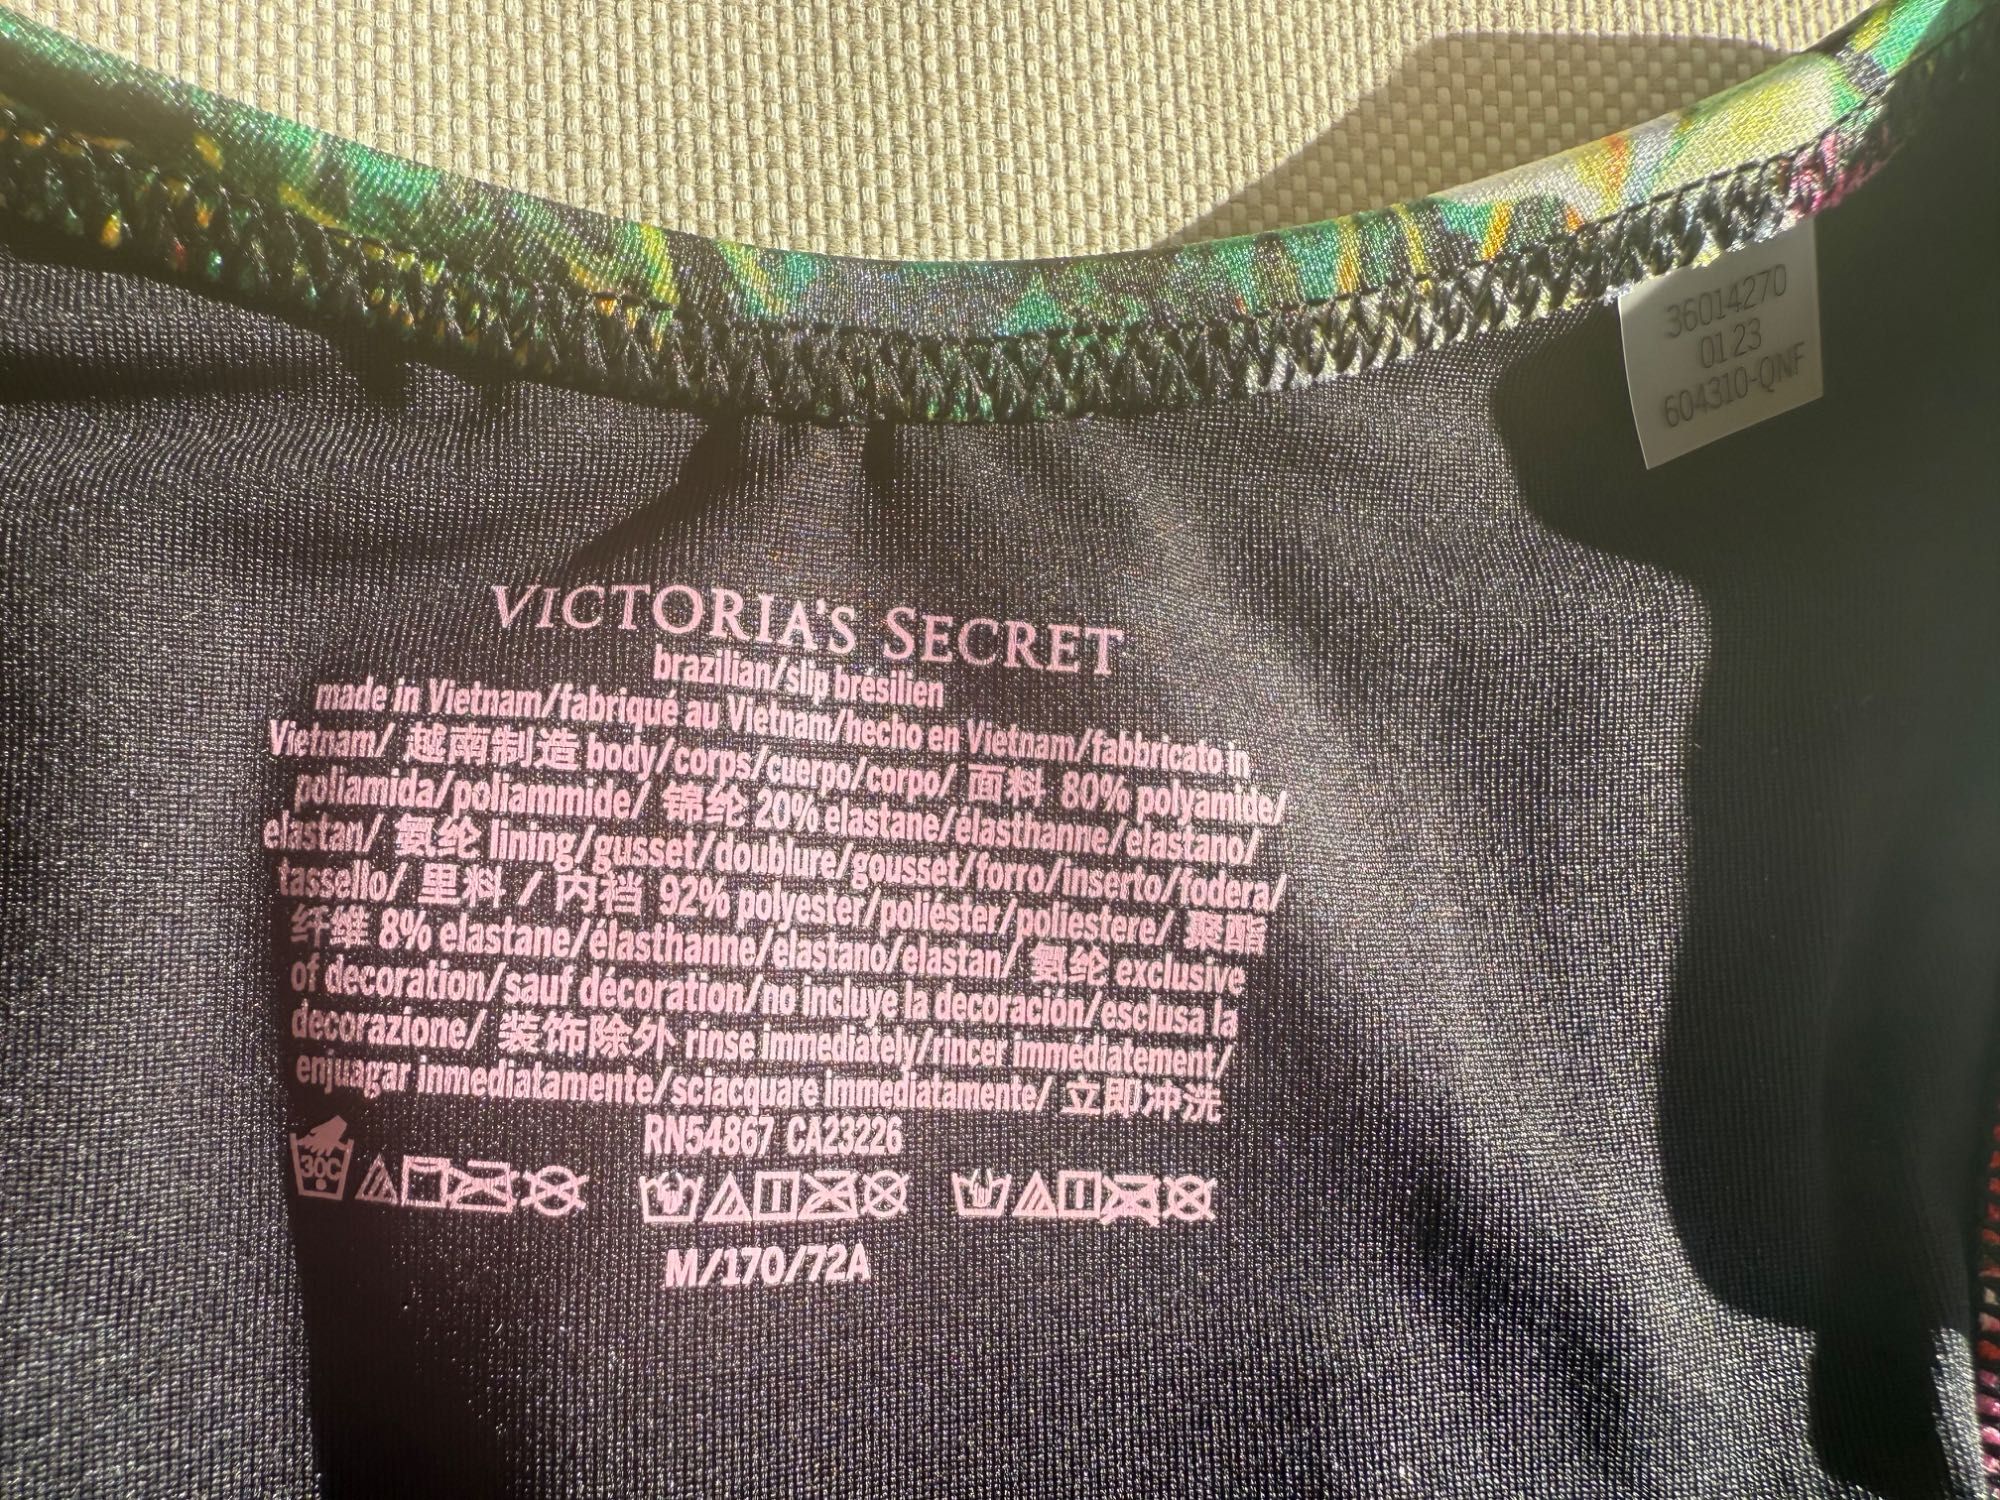 36014270
01 23
604310-QNF
VICTORIA'S SECRET
brazilian/slip brésilien
made in Vietnam/fabriqué au Vietnam/hecho en Vietnam/fabbricato in
Vietnam/ 越南制造 body/corps/cuerpo/corpo/ 面料 80% polyamide/
poliamida/poliammide/ 锦纶 20% elastane/élasthanne/elastano/
elastan/ 氨纶 lining/gusset/doublure/gousset/forro/inserto/fodera/
tassello/ 里料 / 内裆 92% polyester/poliéster/poliestere/ 聚酯
纤维 8% elastane/élasthanne/elastano/elastan/ 氨纶 exclusive
of decoration/sauf décoration/no incluye la decoración/esclusa la
decorazione/ 装饰除外 rinse immediately/rincer immédiatement/
enjuagar inmediatamente/sciacquare immediatamente/ 立即冲洗
RN54867 CA23226
30C
M/170/72A